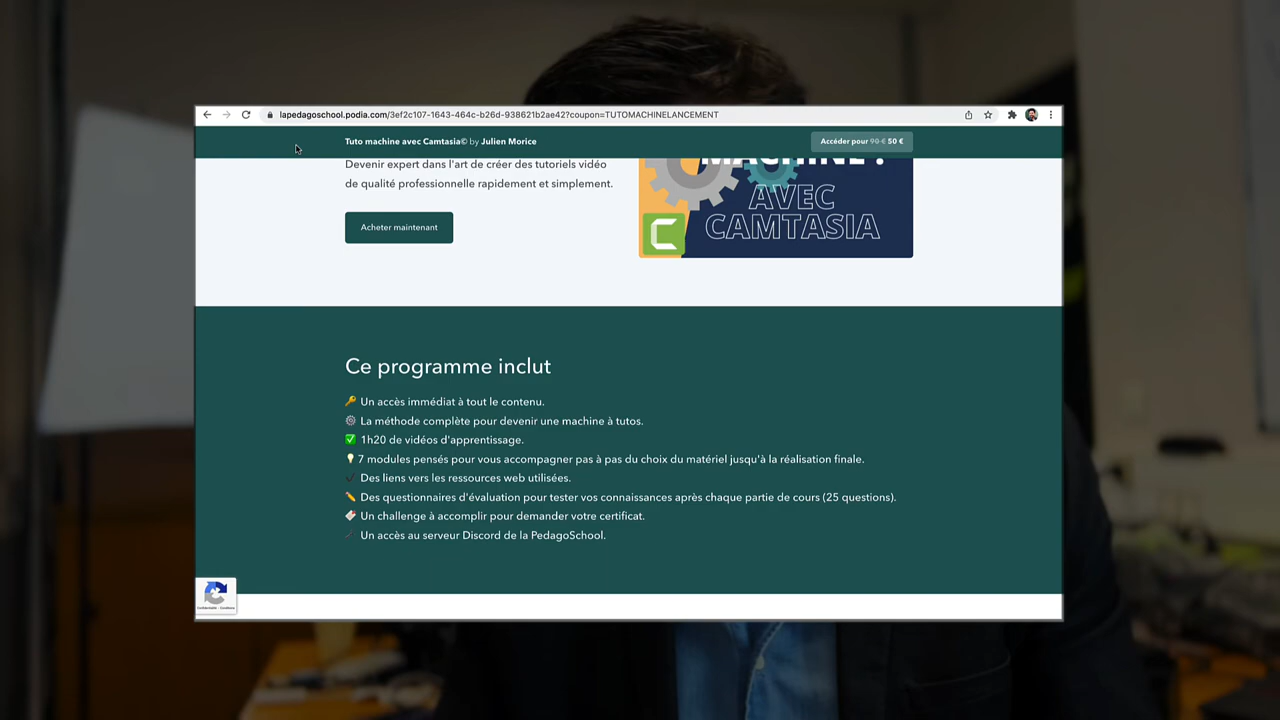 lapedagoschool.podia.com/3ef2c107-1643-464c-b26d-938621b2ae42?coupon=TUTOMACHINELANCEMENT
Tuto machine avec Camtasia© by Julien Morice
Accéder pour 90 € 50 €
Devenir expert dans l'art de créer des tutoriels vidéo
de qualité professionnelle rapidement et simplement.
Acheter maintenant
MACHINE !
AVEC
CAMTASIA
Ce programme inclut
🔑 Un accès immédiat à tout le contenu.
⚙️ La méthode complète pour devenir une machine à tutos.
✅ 1h20 de vidéos d'apprentissage.
💡 7 modules pensés pour vous accompagner pas à pas du choix du matériel jusqu'à la réalisation finale.
✔️ Des liens vers les ressources web utilisées.
✏️ Des questionnaires d'évaluation pour tester vos connaissances après chaque partie de cours (25 questions).
Un challenge à accomplir pour demander votre certificat.
Un accès au serveur Discord de la PedagoSchool.
Confidentialité - Conditions